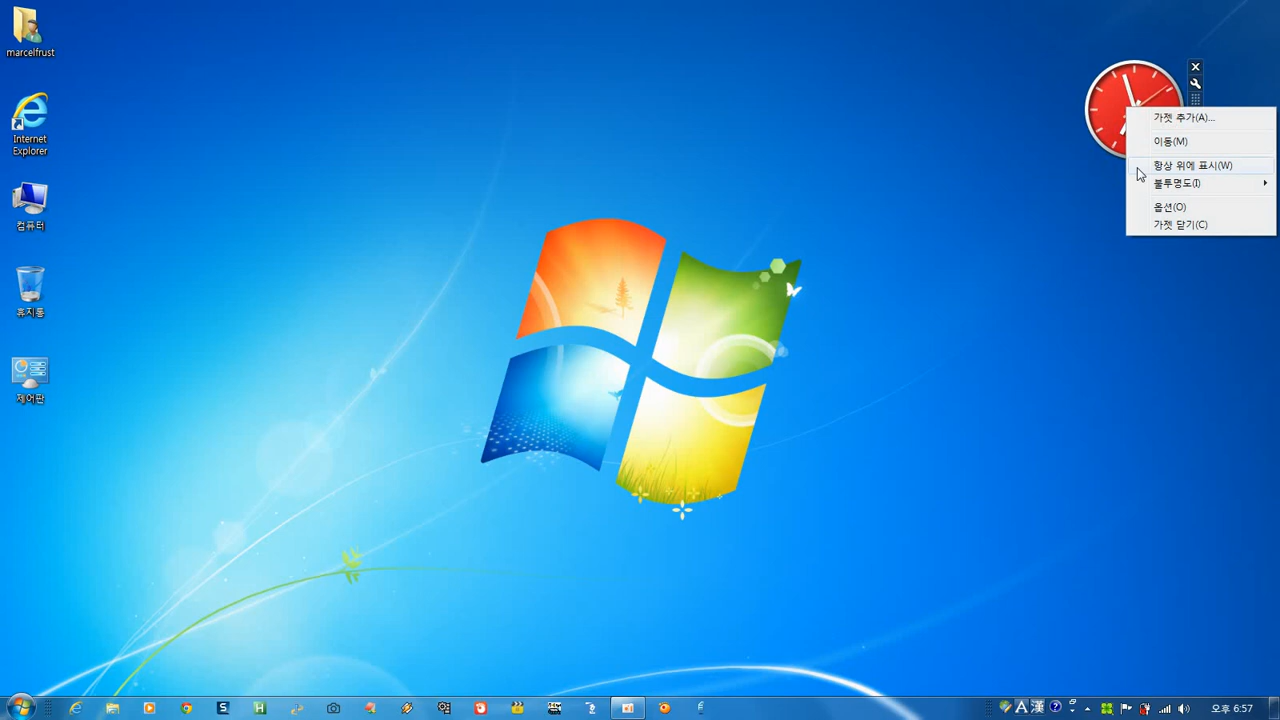 marcelfrust
Internet
Explorer
컴퓨터
휴지통
제어판
가젯 추가(A)...
이동(M)
항상 위에 표시(W)
불투명도(I)
옵션(O)
가젯 닫기(C)
A 漢
오후 6:57